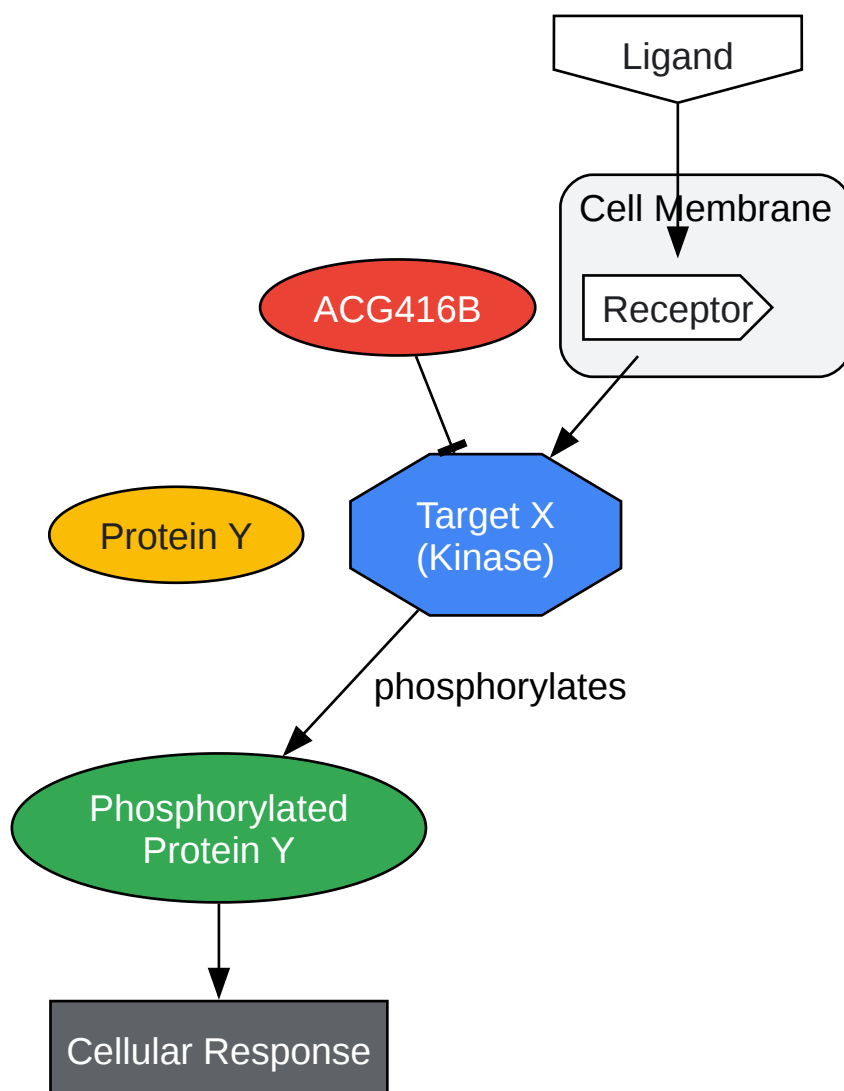 Ligand
Cell Membrane
ACG416B
Receptor
Protein Y
Target X
(Kinase)
phosphorylates
Phosphorylated
Protein Y
Cellular Response